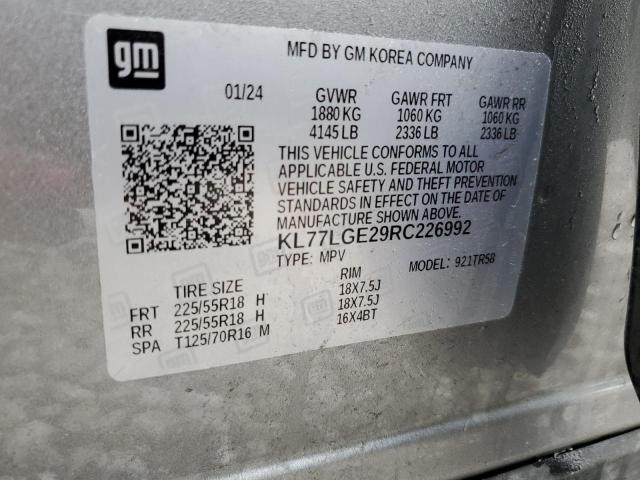 gm
MFD BY GM KOREA COMPANY
01/24 GVWR GAWR FRT GAWR RR
1880 KG 1060 KG 1060 KG
4145 LB 2336 LB 2336 LB
THIS VEHICLE CONFORMS TO ALL
APPLICABLE U.S. FEDERAL MOTOR
VEHICLE SAFETY AND THEFT PREVENTION
STANDARDS IN EFFECT ON THE DATE OF
MANUFACTURE SHOWN ABOVE.
KL77LGE29RC226992
TYPE: MPV MODEL: 921TR58
TIRE SIZE RIM
FRT 225/55R18 H 18X7.5J
RR 225/55R18 H 18X7.5J
SPA T125/70R16 M 16X4BT